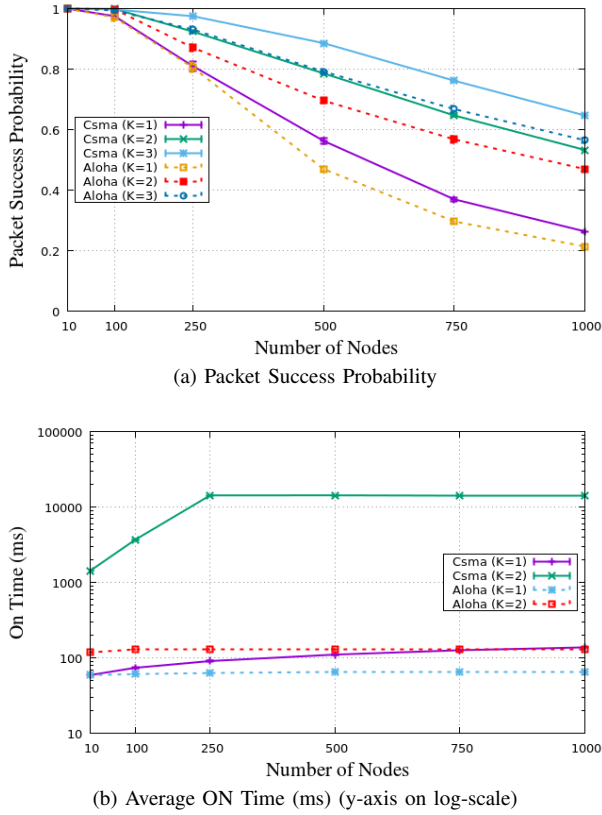 1
0.8
0.6
0.4
0.2
0
Packet Success Probability
Csma (K=1)
Csma (K=2)
Csma (K=3)
Aloha (K=1)
Aloha (K=2)
Aloha (K=3)
10 100 250 500 750 1000
Number of Nodes
(a) Packet Success Probability
100000
10000
1000
100
10
On Time (ms)
Csma (K=1)
Csma (K=2)
Aloha (K=1)
Aloha (K=2)
10 100 250 500 750 1000
Number of Nodes
(b) Average ON Time (ms) (y-axis on log-scale)